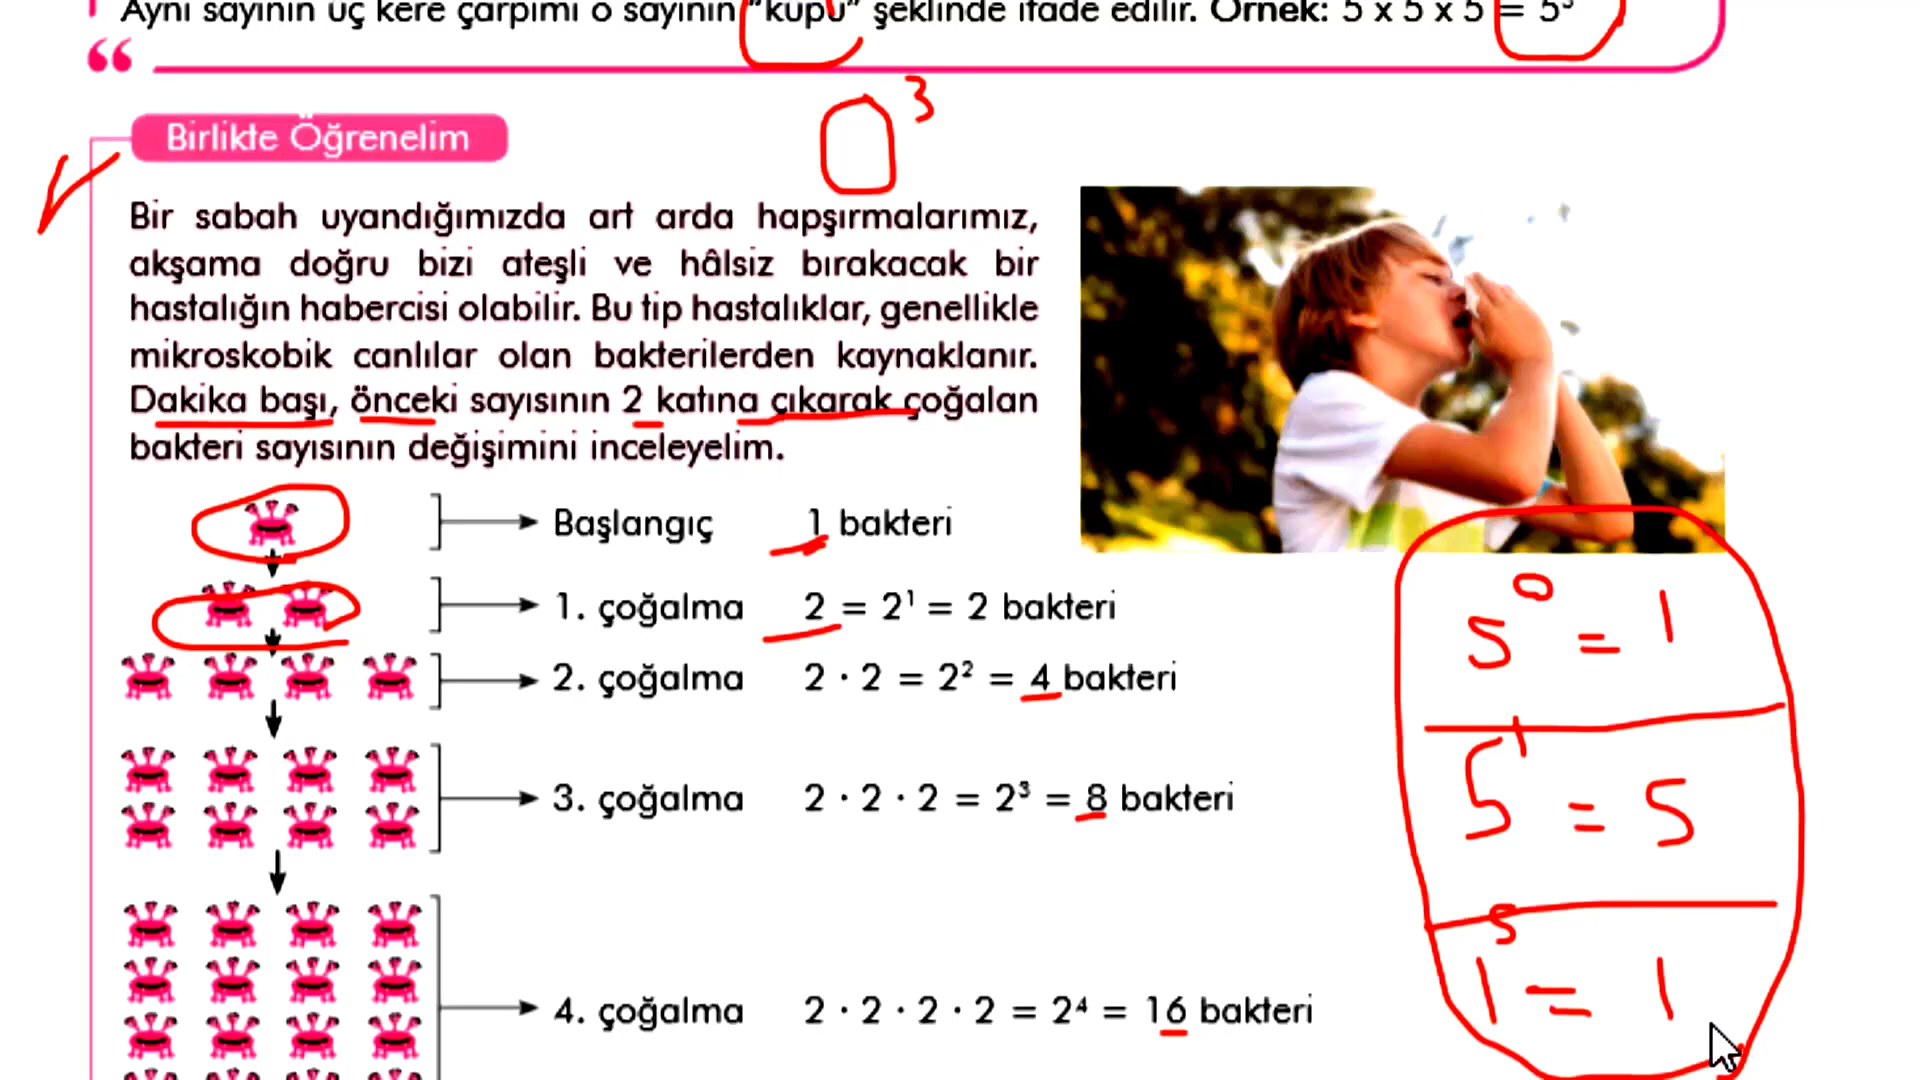 Aynı sayının üç kere çarpımı o sayının "küpü" şeklinde ifade edilir. Örnek: 5 x 5 x 5 = 5³
3
Birlikte Öğrenelim
Bir sabah uyandığımızda art arda hapşırmalarımız,
akşama doğru bizi ateşli ve hâlsiz bırakacak bir
hastalığın habercisi olabilir. Bu tip hastalıklar, genellikle
mikroskobik canlılar olan bakterilerden kaynaklanır.
Dakika başı, önceki sayısının 2 katına çıkarak çoğalan
bakteri sayısının değişimini inceleyelim.
Başlangıç 1 bakteri
1. çoğalma 2 = 2¹ = 2 bakteri
2. çoğalma 2 · 2 = 2² = 4 bakteri
3. çoğalma 2 · 2 · 2 = 2³ = 8 bakteri
4. çoğalma 2 · 2 · 2 · 2 = 2⁴ = 16 bakteri
5⁰ = 1
5¹ = 5
1⁵ = 1